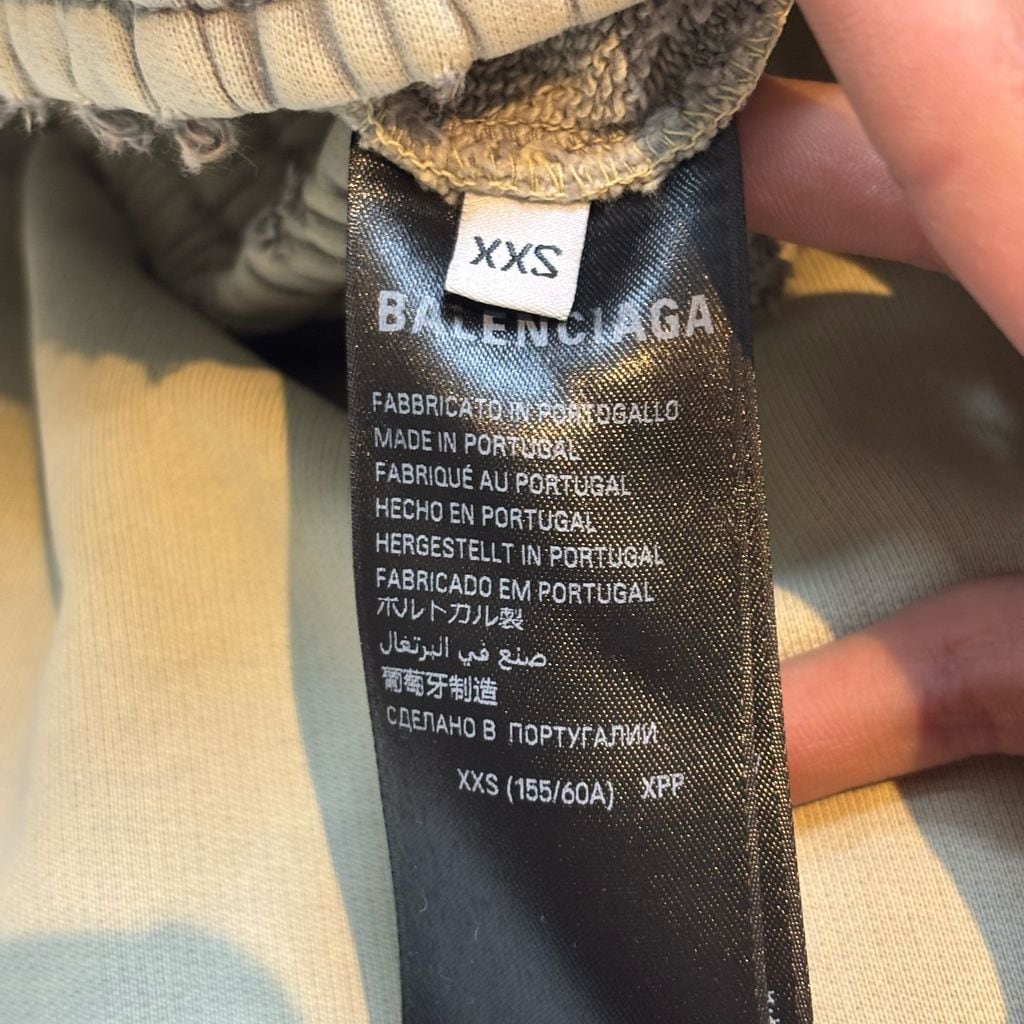 XXS
BALENCIAGA
FABBRICATO IN PORTOGALLO
MADE IN PORTUGAL
FABRIQUÉ AU PORTUGAL
HECHO EN PORTUGAL
HERGESTELLT IN PORTUGAL
FABRICADO EM PORTUGAL
ポルトガル製
صنع في البرتغال
葡萄牙制造
СДЕЛАНО В ПОРТУГАЛИИ
XXS (155/60A) XPP